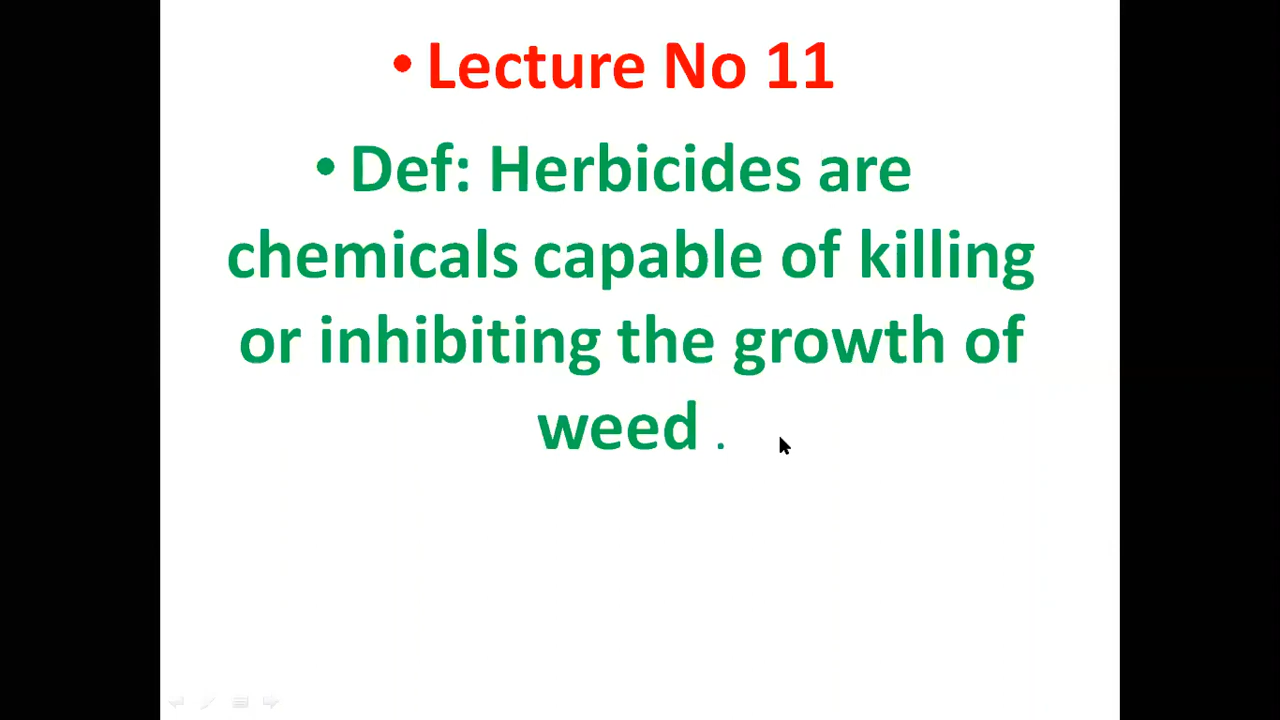 • Lecture No 11
• Def: Herbicides are
chemicals capable of killing
or inhibiting the growth of
weed .